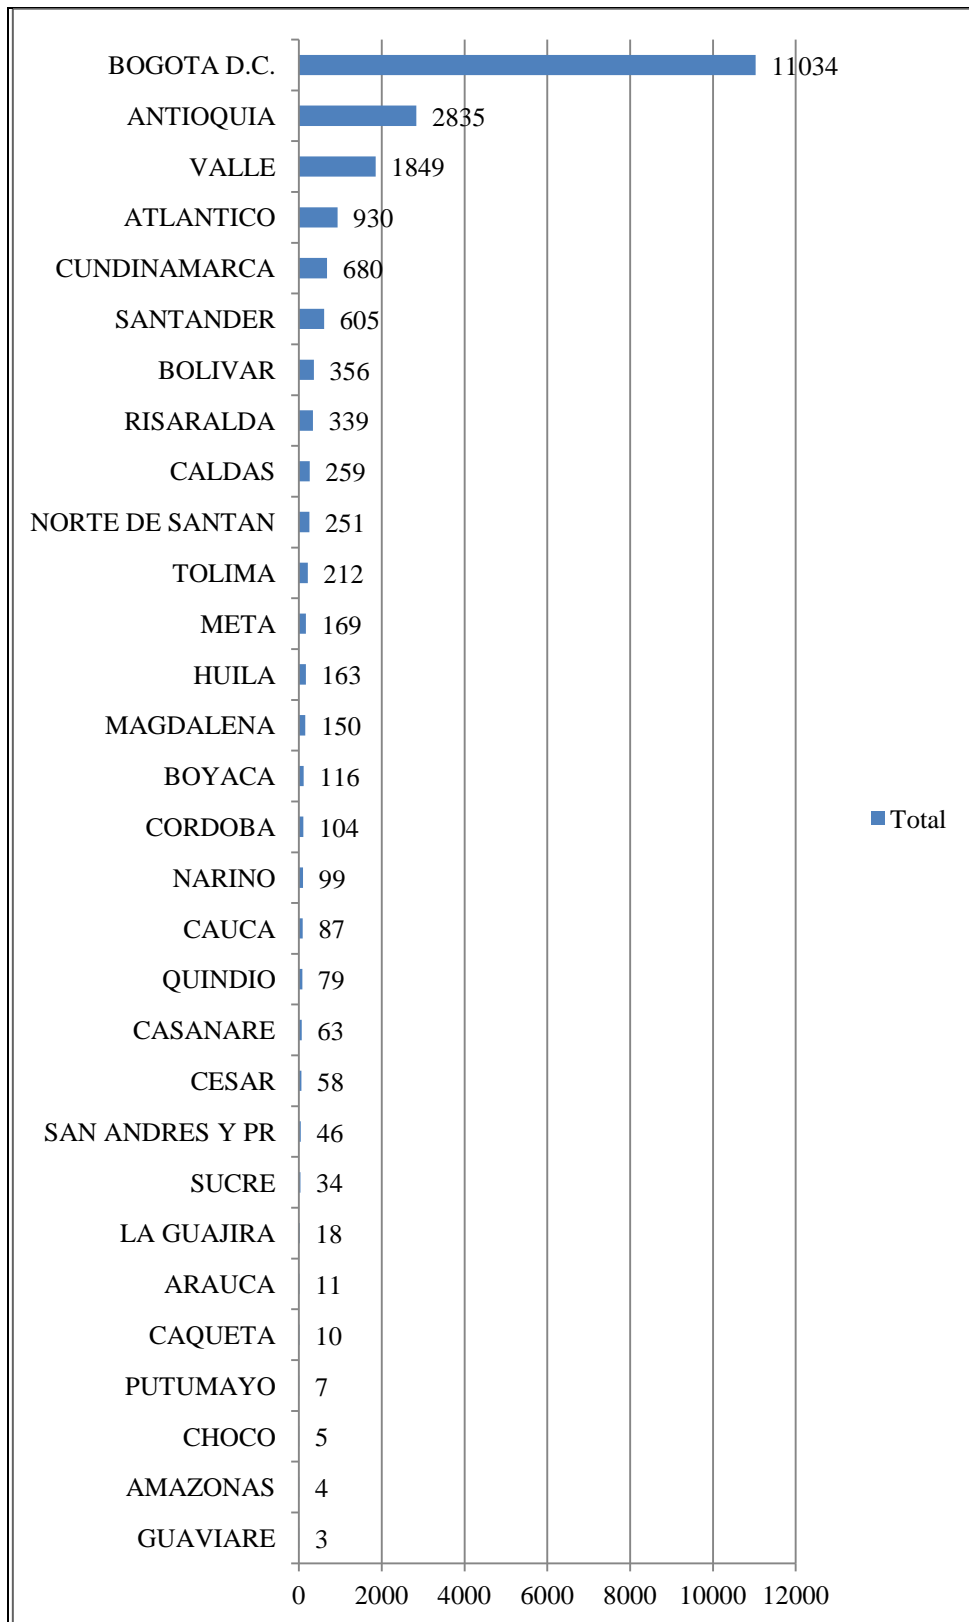 BOGOTA D.C. 11034
ANTIOQUIA 2835
VALLE 1849
ATLANTICO 930
CUNDINAMARCA 680
SANTANDER 605
BOLIVAR 356
RISARALDA 339
CALDAS 259
NORTE DE SANTAN 251
TOLIMA 212
META 169
HUILA 163
MAGDALENA 150
BOYACA 116
CORDOBA 104
Total
NARINO 99
CAUCA 87
QUINDIO 79
CASANARE 63
CESAR 58
SAN ANDRES Y PR 46
SUCRE 34
LA GUAJIRA 18
ARAUCA 11
CAQUETA 10
PUTUMAYO 7
CHOCO 5
AMAZONAS 4
GUAVIARE 3
0 2000 4000 6000 8000 10000 12000